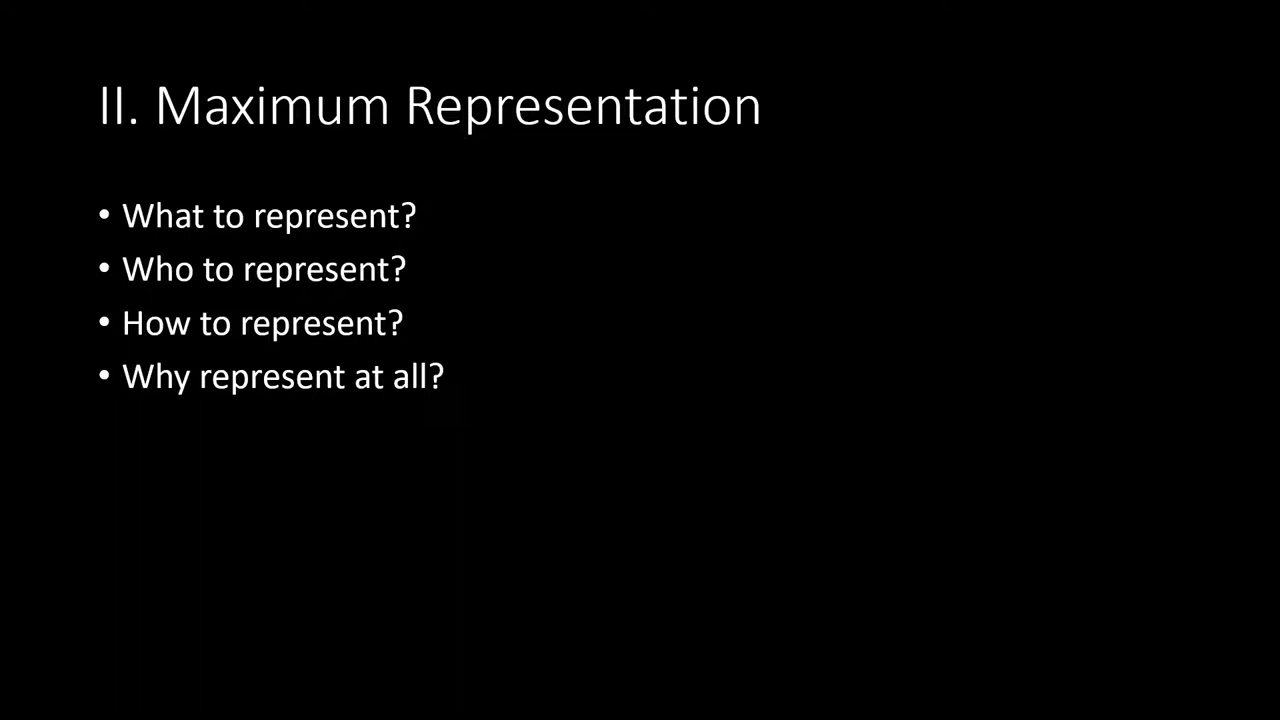 II. Maximum Representation
• What to represent?
• Who to represent?
• How to represent?
• Why represent at all?